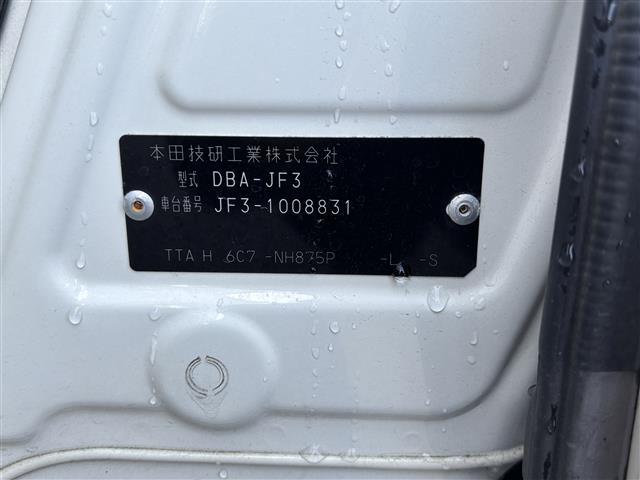 本田技研工業株式会社
型式 DBA-JF3
車台番号 JF3-1008831
TTA H 6C7 -NH875P -L -S